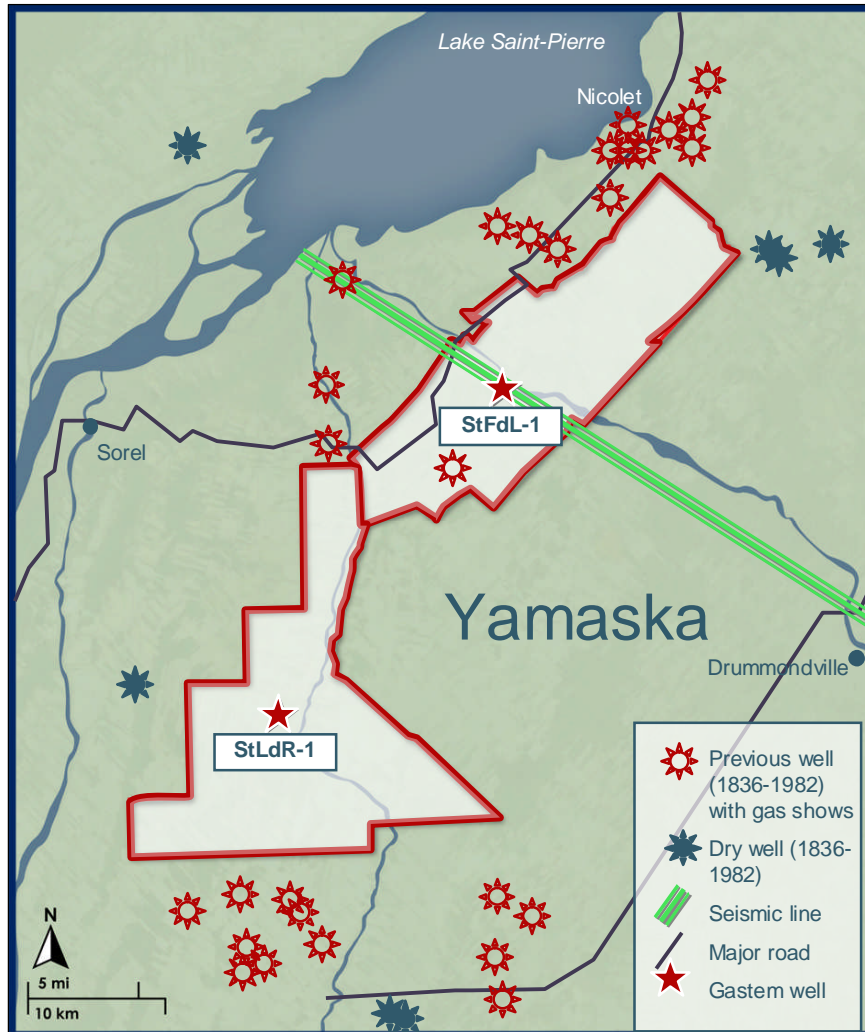 Lake Saint-Pierre
Nicolet
StFdL-1
Sorel
Yamaska
Drummondville
StLdR-1
Previous well
(1836-1982)
with gas shows
Dry well (1836-
1982)
Seismic line
Major road
Gastem well
N
5 mi
10 km